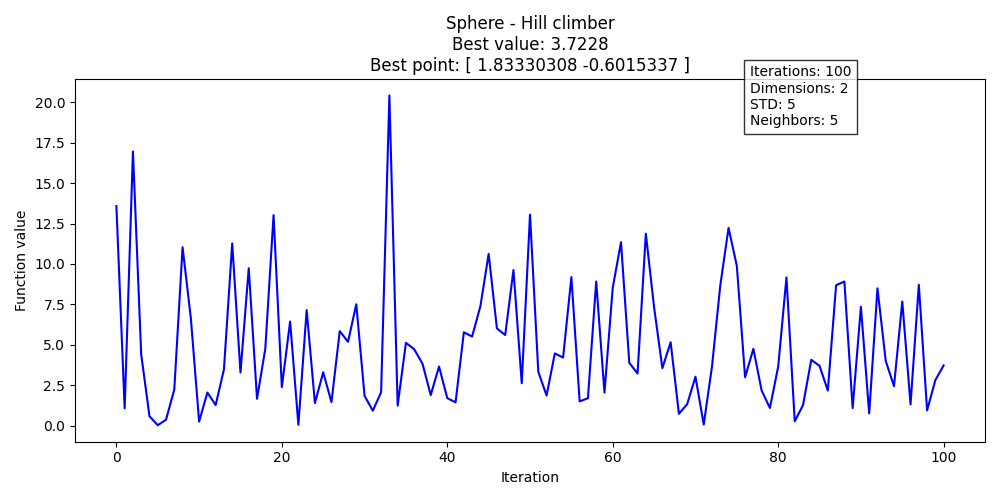 Sphere - Hill climber
Best value: 3.7228
Best point: [ 1.83330308 -0.6015337 ]
Iterations: 100
Dimensions: 2
STD: 5
Neighbors: 5
Function value
20.0
17.5
15.0
12.5
10.0
7.5
5.0
2.5
0.0
0
20
40
60
80
100
Iteration